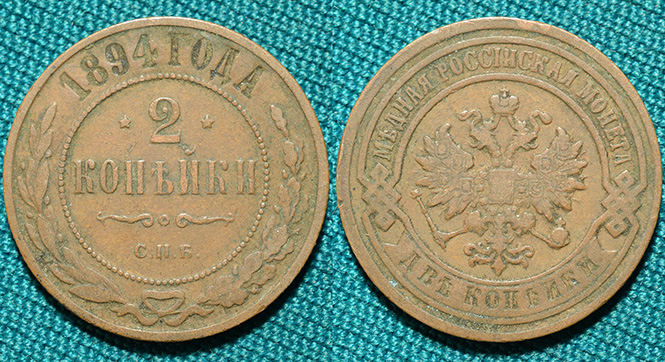 1894 ГОДА
2
КОПѢЙКИ
С.П.Б.
МѢДНАЯ РОССІЙСКАЯ МОНЕТА
ДВѢ КОПѢЙКИ